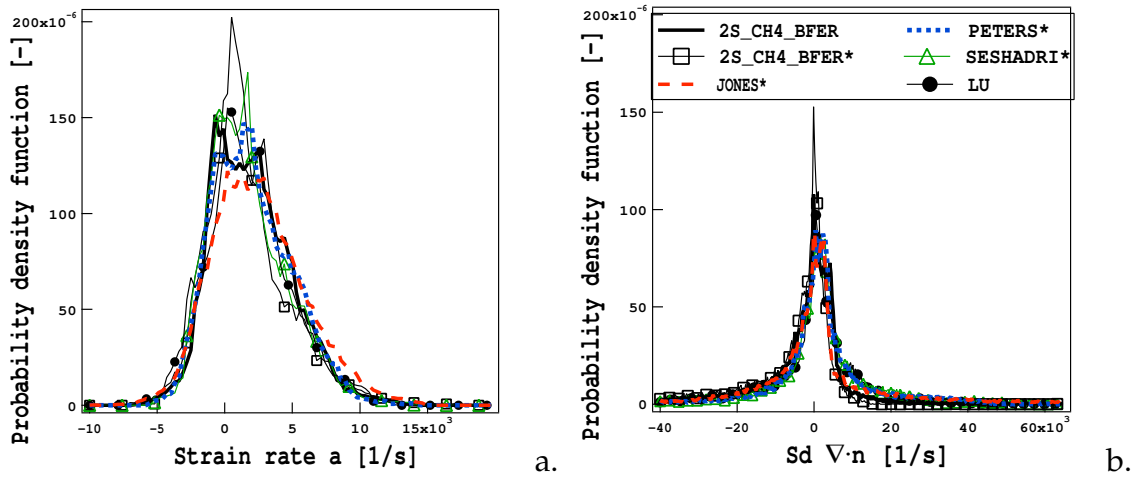 200x10-6
150
100
50
0
Probability density function [-]
-10
-5
0
5
10
15x103
Strain rate a [1/s]
a.
200x10-6
150
100
50
0
Probability density function [-]
2S_CH4_BFER
2S_CH4_BFER*
JONES*
PETERS*
SESHADRI*
LU
-40
-20
0
20
40
60x103
Sd ∇·n [1/s]
b.